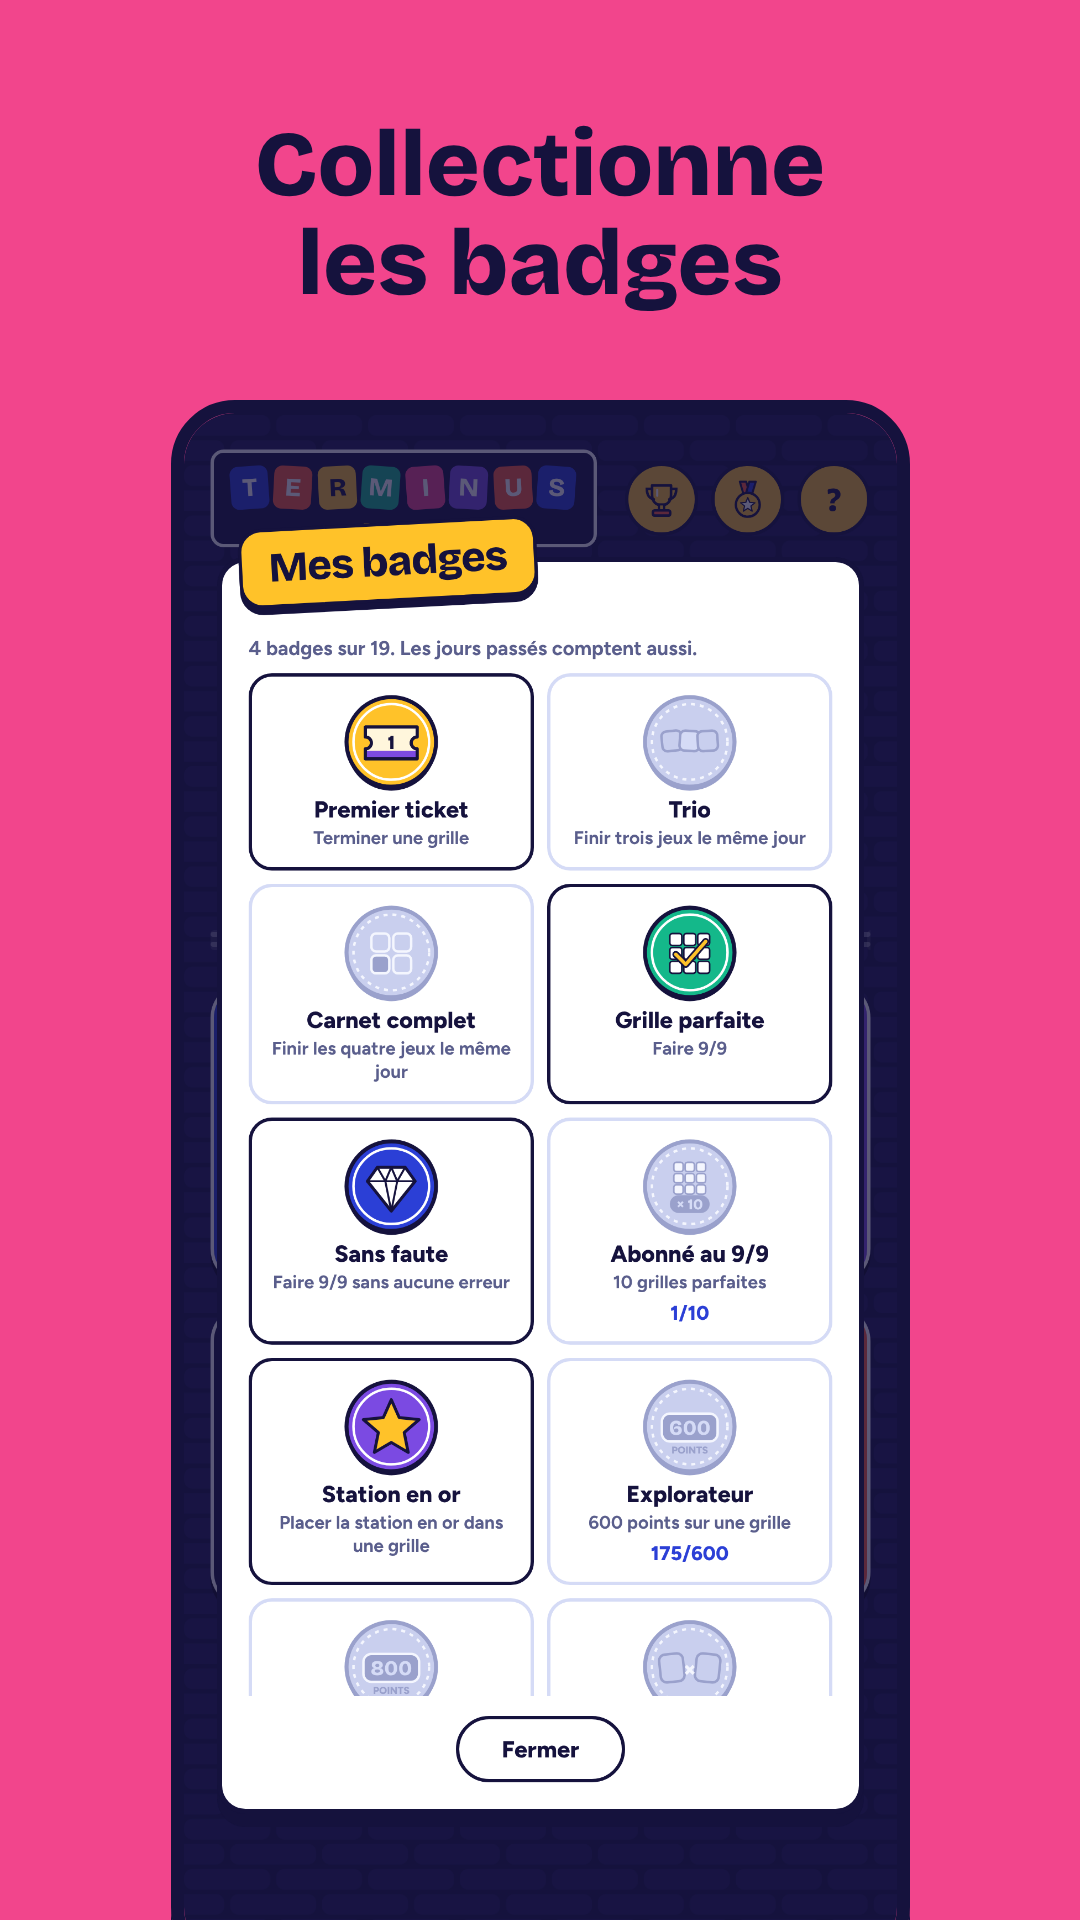 Collectionne
les badges
TERMINUS
?
Mes badges
4 badges sur 19. Les jours passés comptent aussi.
1
Premier ticket
Terminer une grille
Trio
Finir trois jeux le même jour
Carnet complet
Finir les quatre jeux le même
jour
Grille parfaite
Faire 9/9
Sans faute
Faire 9/9 sans aucune erreur
× 10
Abonné au 9/9
10 grilles parfaites
1/10
Station en or
Placer la station en or dans
une grille
600
POINTS
Explorateur
600 points sur une grille
175/600
800
POINTS
×
Fermer